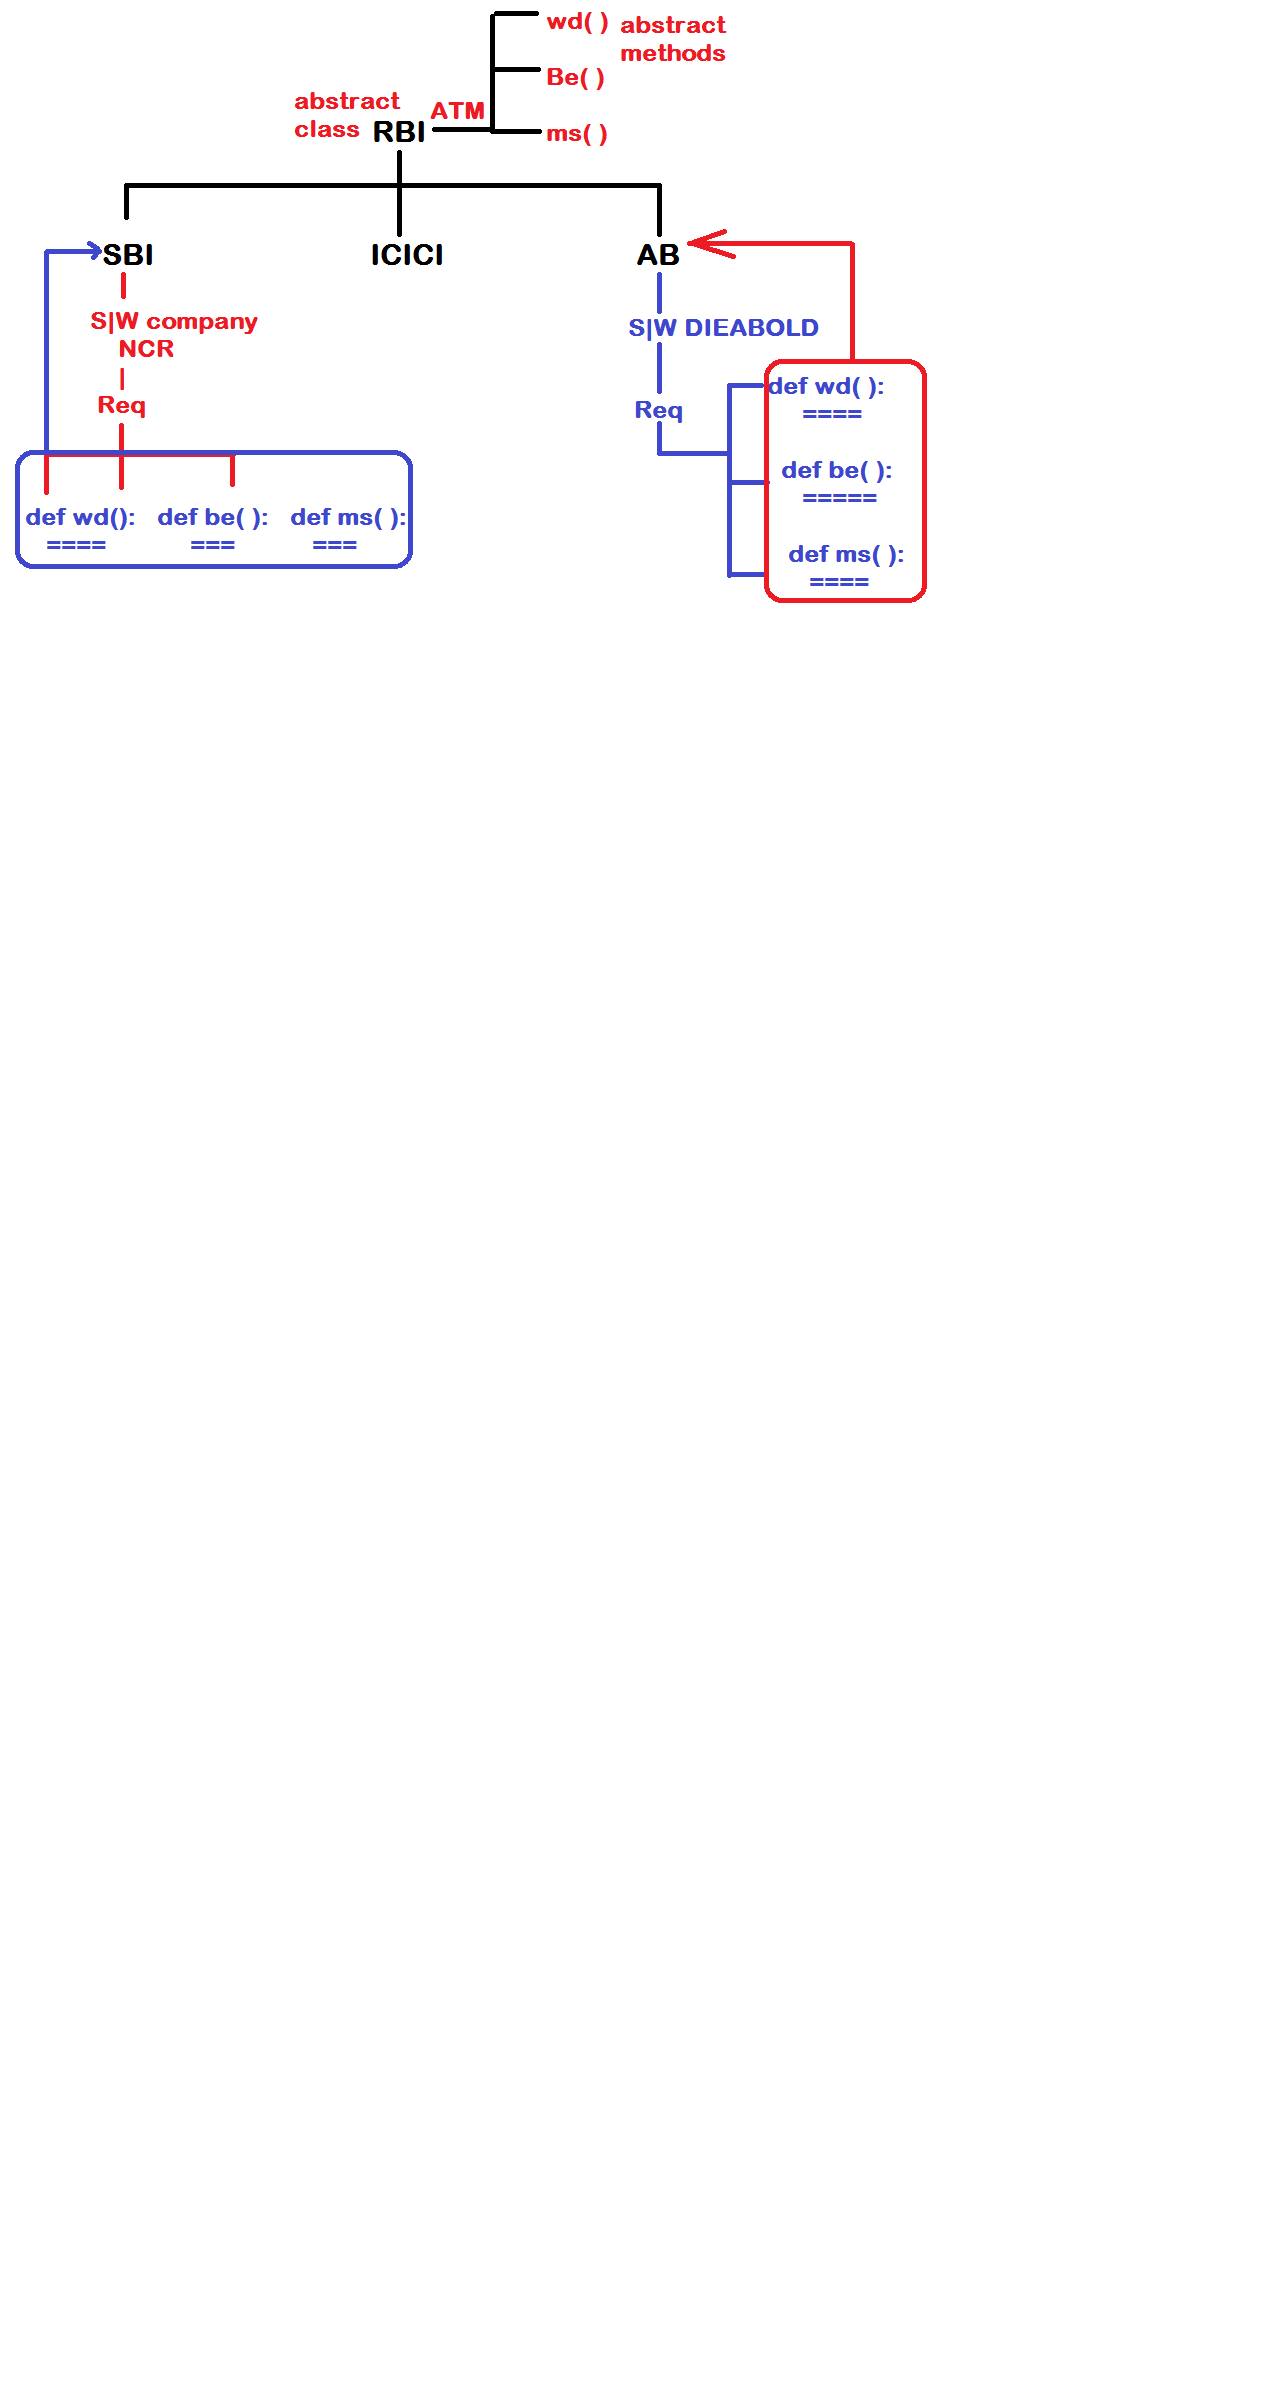 wd( ) abstract
methods
Be( )
abstract
class RBI ATM
ms( )
SBI ICICI AB
S|W company
NCR
|
Req
def wd(): def be( ): def ms( ):
==== === ===
S|W DIEABOLD
Req
def wd( ):
====
def be( ):
=====
def ms( ):
====